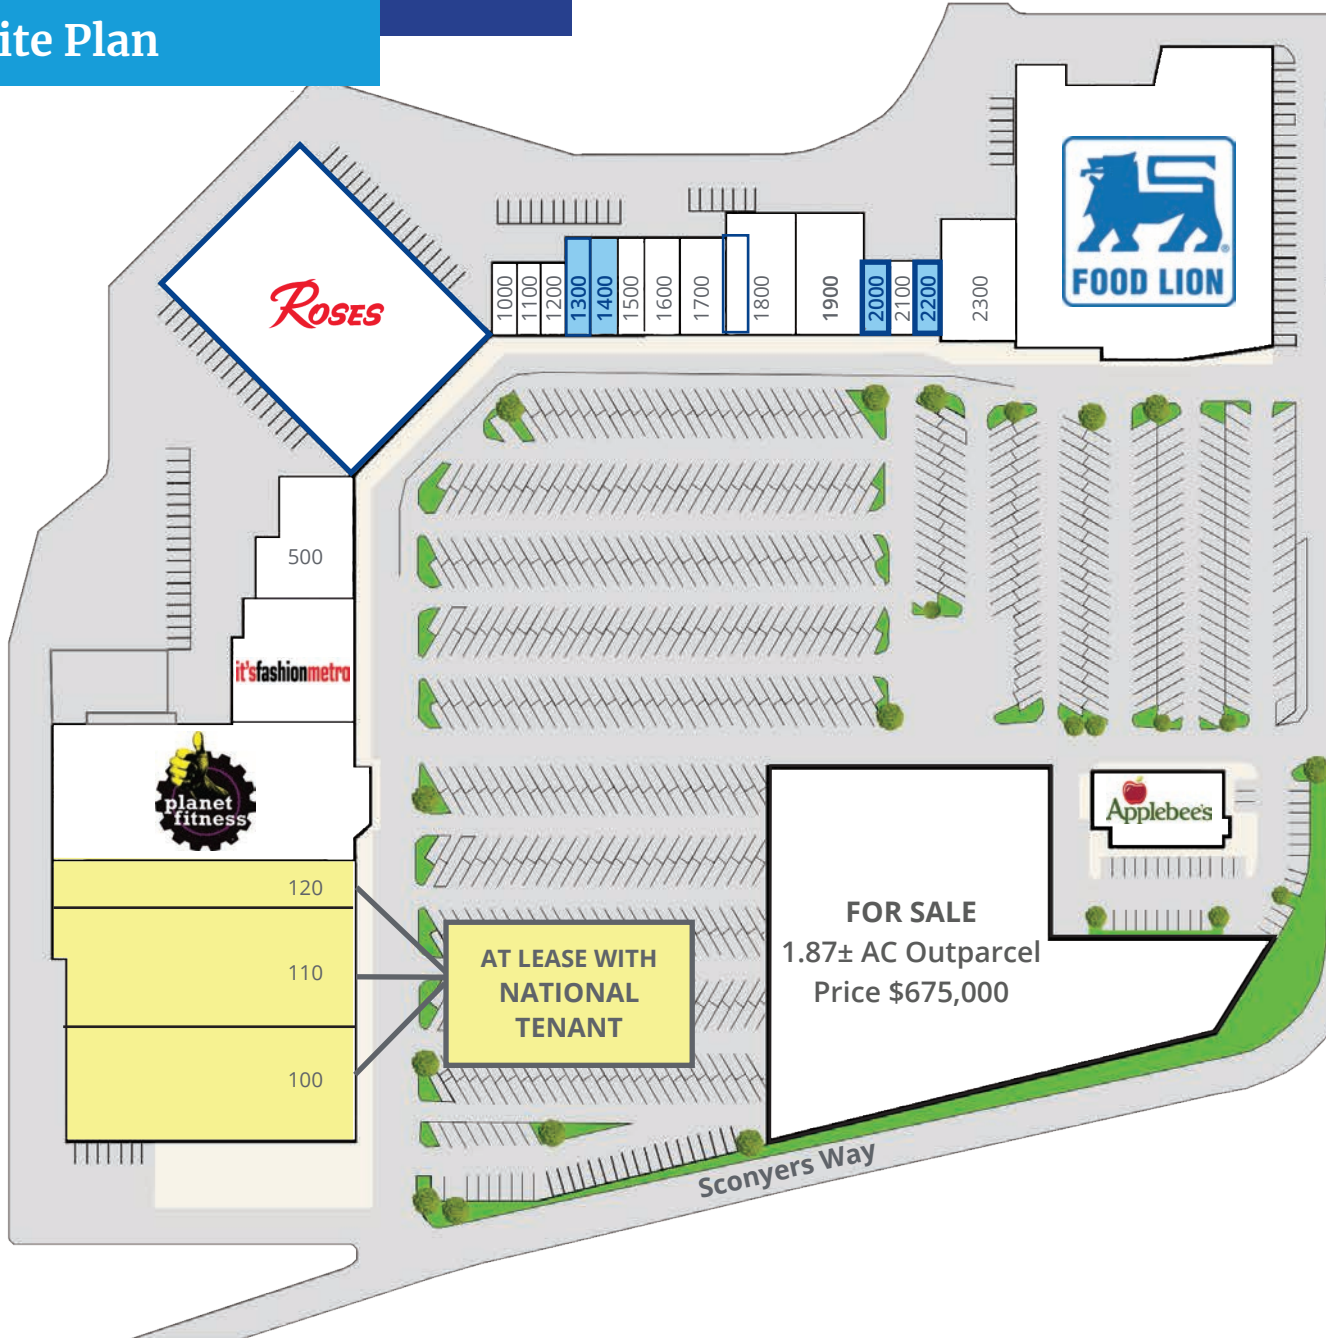 ite Plan
FOOD LION
ROSES
1000
1100
1200
1300
1400
1500
1600
1700
1800
1900
2000
2100
2200
2300
500
it'sfashionmetro
planet
fitness
Applebee's
120
110
100
AT LEASE WITH
NATIONAL
TENANT
FOR SALE
1.87± AC Outparcel
Price $675,000
Sconyers Way